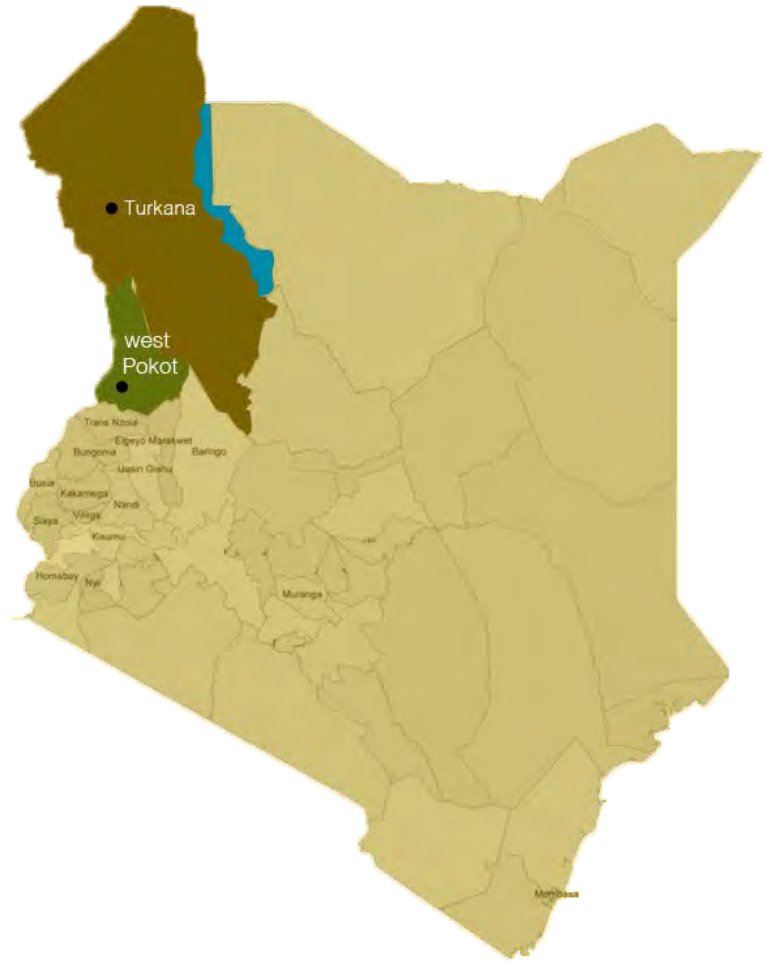 Turkana
west
Pokot
Trans Nzoia
Elgeyo Marakwet
Bungoma
Baringo
Uasin Gishu
Busia
Kakamega
Nandi
Vihiga
Siaya
Kisumu
Homabay
Muranga
Mombasa